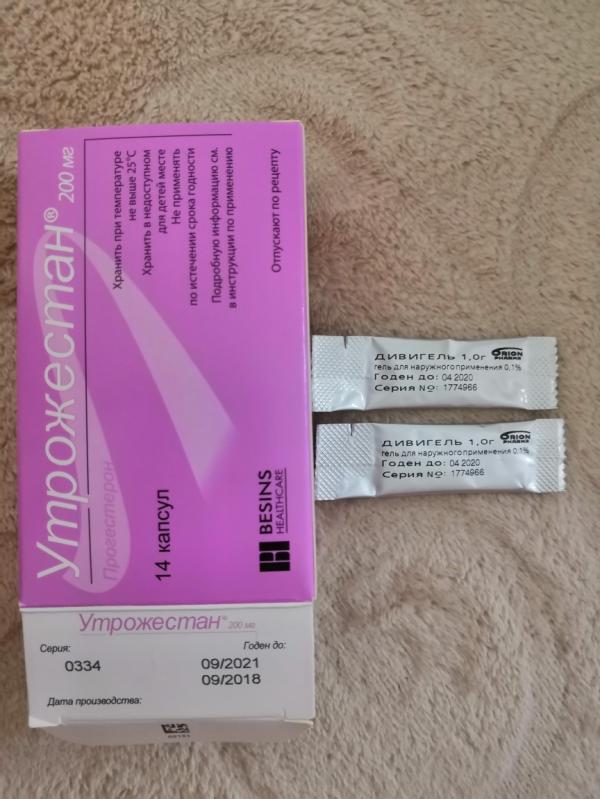 Утрожестан® 200 мг
Прогестерон
14 капсул
Хранить при температуре
не выше 25°С
Хранить в недоступном
для детей месте
Не применять
по истечении срока годности
Подробную информацию см.
в инструкции по применению
Отпускают по рецепту
BESINS
HEALTHCARE
Утрожестан® 200 мг
Серия:
Годен до:
0334
09/2021
09/2018
Дата производства:
ДИВИГЕЛЬ 1,0г
ORION
PHARMA
гель для наружного применения 0,1%
Годен до: 04 2020
Серия №: 1774966
ДИВИГЕЛЬ 1,0г
ORION
PHARMA
гель для наружного применения 0,1%
Годен до: 04 2020
Серия №: 1774966